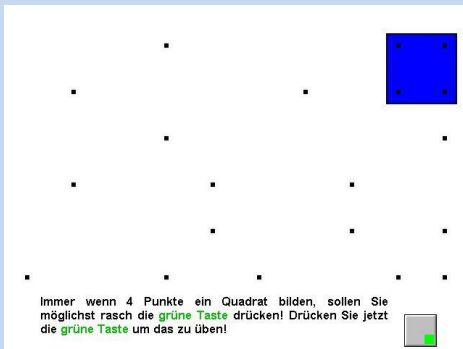 Immer wenn 4 Punkte ein Quadrat bilden, sollen Sie
möglichst rasch die grüne Taste drücken! Drücken Sie jetzt
die grüne Taste um das zu üben!